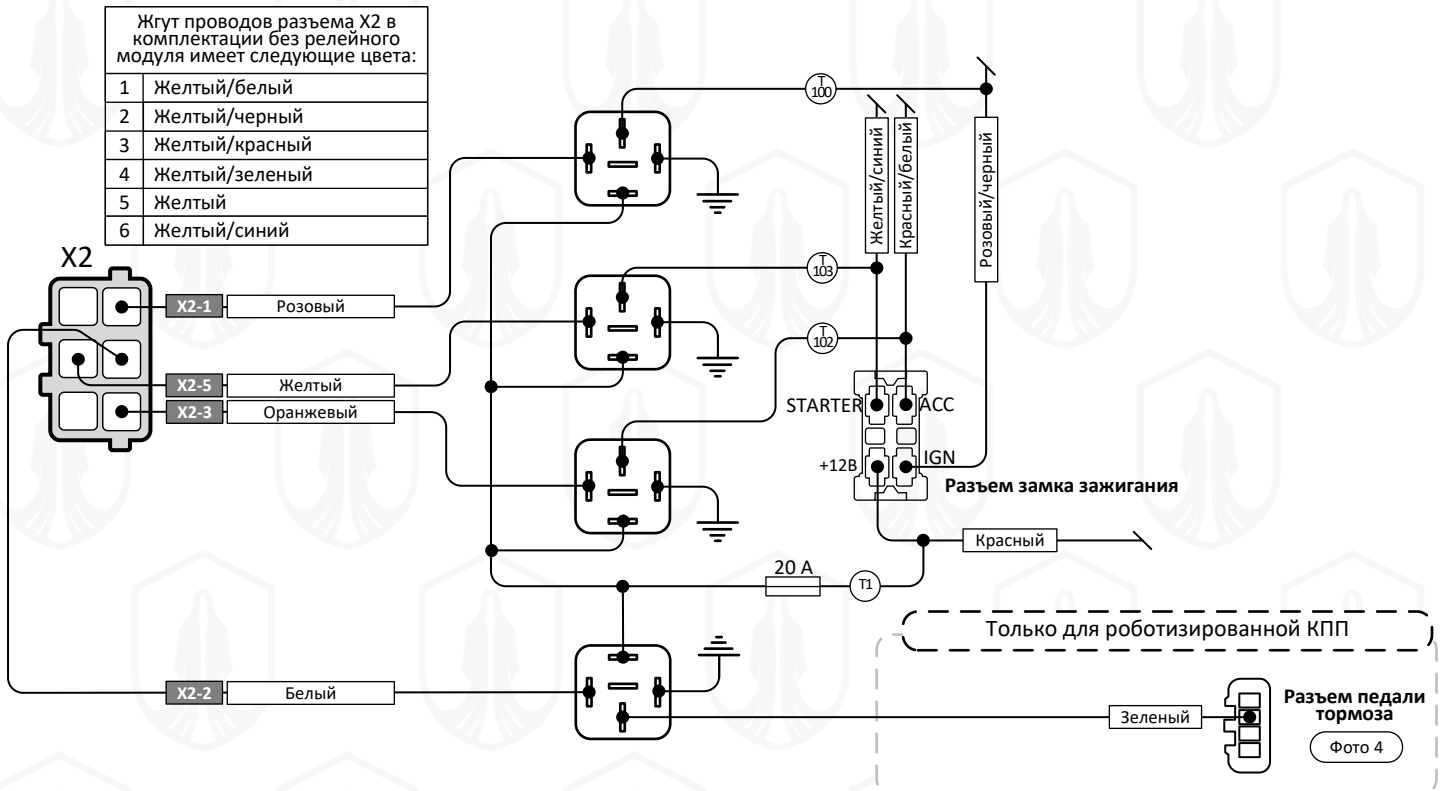 Жгут проводов разъема X2 в
комплектации без релейного
модуля имеет следующие цвета:
1 Желтый/белый
2 Желтый/черный
3 Желтый/красный
4 Желтый/зеленый
5 Желтый
6 Желтый/синий
X2
X2-1 Розовый
X2-5 Желтый
X2-3 Оранжевый
X2-2 Белый
T
100
T
103
T
102
Желтый/синий
Красный/белый
Розовый/черный
STARTER
ACC
+12В
IGN
Разъем замка зажигания
Красный
20 А
T1
Только для роботизированной КПП
Зеленый
Разъем педали
тормоза
Фото 4